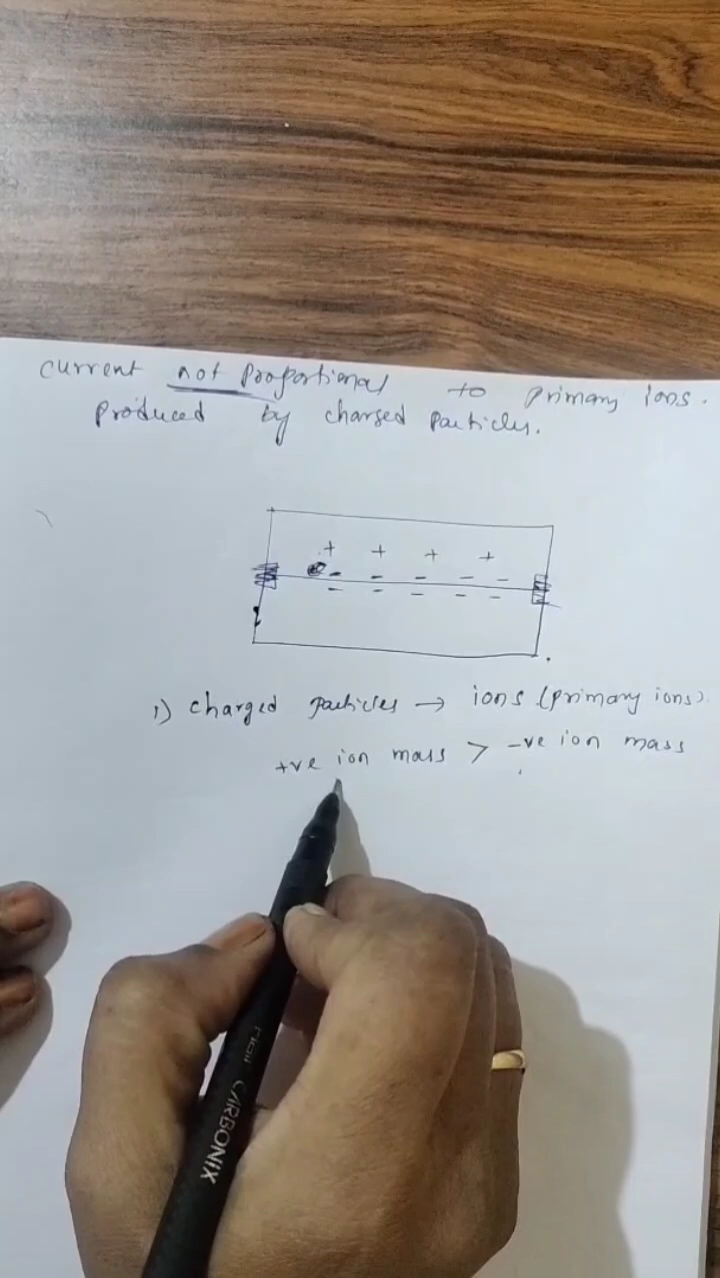 current not proportional to primary ions.
produced by charged particles.
+ + + +
- - - - -
- - - - -
1) charged particles → ions (primary ions).
+ve ion mass > -ve ion mass
CARBONIX